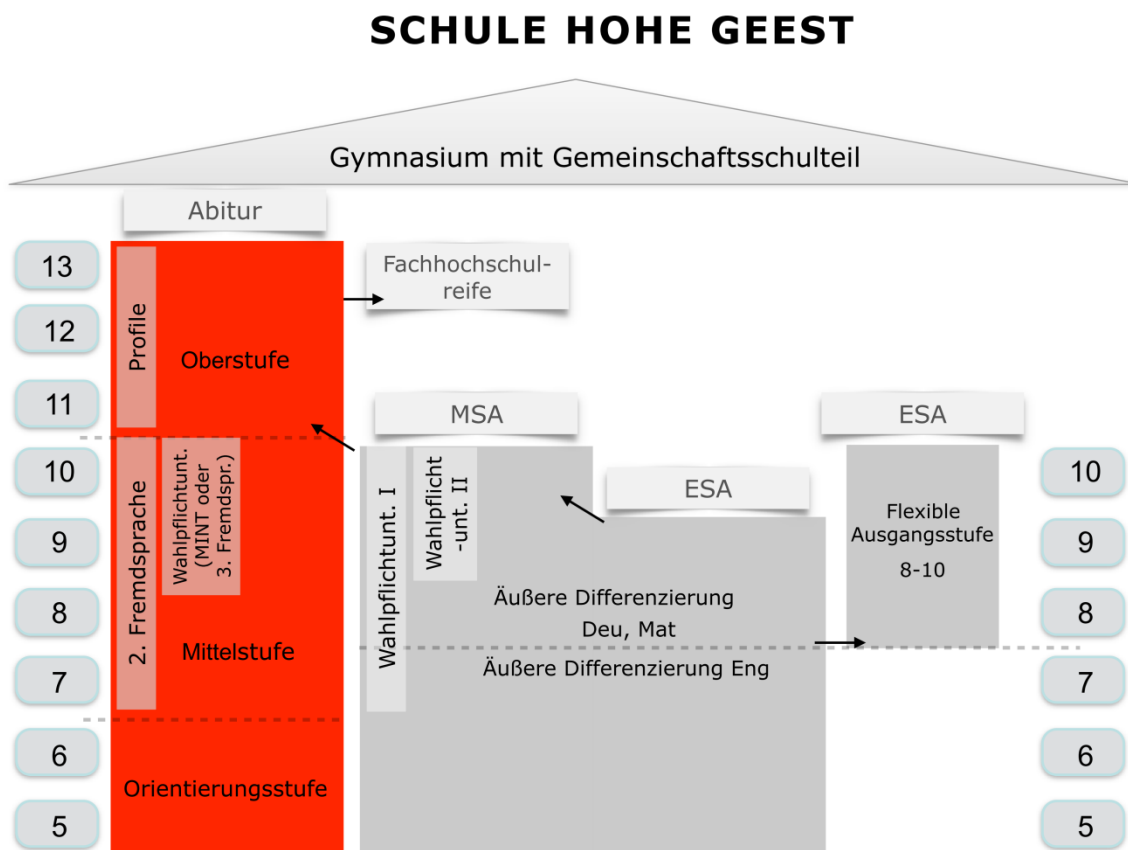 SCHULE HOHE GEEST
Gymnasium mit Gemeinschaftsschulteil
Abitur
13
12
11
10
9
8
7
6
5
Profile
Oberstufe
Fachhochschul-
reife
2. Fremdsprache
Wahlpflichtunt.
(MINT oder
3. Fremdspr.)
Mittelstufe
Orientierungsstufe
MSA
Wahlpflichtunt. I
Wahlpflicht
-unt. II
ESA
Äußere Differenzierung
Deu, Mat
Äußere Differenzierung Eng
ESA
Flexible
Ausgangsstufe
8-10
10
9
8
7
6
5